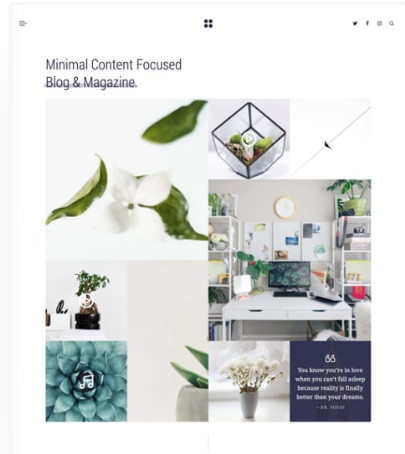 Minimal Content Focused
Blog & Magazine
You know you're in love
when you can't fall asleep
because reality is finally
better than your dreams.
—DR. SEUSS